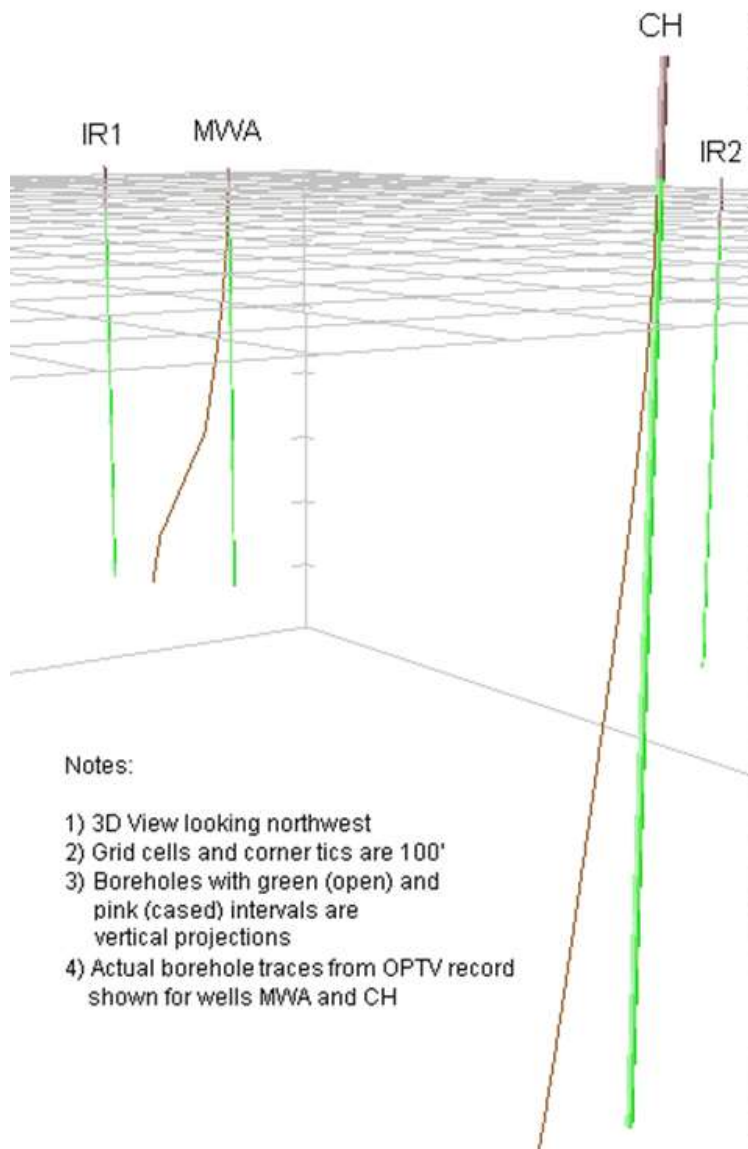 CH
IR1
MWA
IR2
Notes:
1) 3D View looking northwest
2) Grid cells and corner tics are 100'
3) Boreholes with green (open) and
pink (cased) intervals are
vertical projections
4) Actual borehole traces from OPTV record
shown for wells MWA and CH